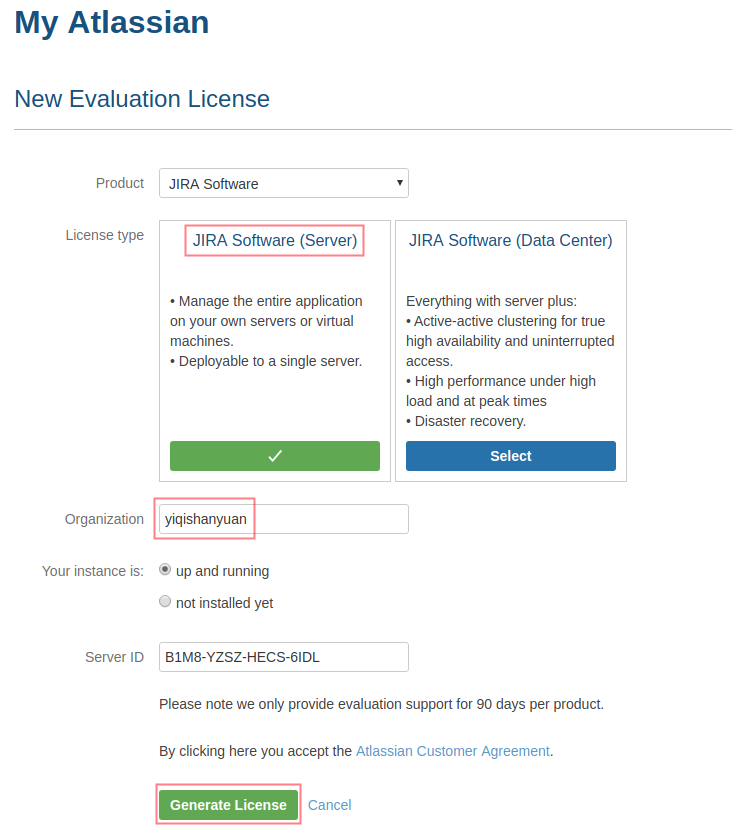 My Atlassian
New Evaluation License
Product
JIRA Software
License type
JIRA Software (Server)
• Manage the entire application
on your own servers or virtual
machines.
• Deployable to a single server.
JIRA Software (Data Center)
Everything with server plus:
• Active-active clustering for true
high availability and uninterrupted
access.
• High performance under high
load and at peak times
• Disaster recovery.
Select
Organization
yiqishanyuan
Your instance is:
up and running
not installed yet
Server ID
B1M8-YZSZ-HECS-6IDL
Please note we only provide evaluation support for 90 days per product.
By clicking here you accept the Atlassian Customer Agreement.
Generate License
Cancel